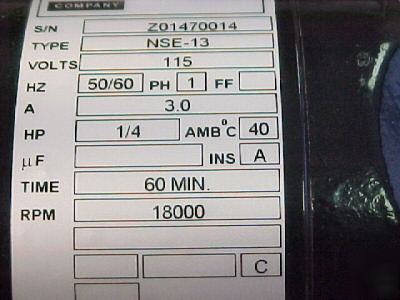 COMPANY
S/N Z01470014
TYPE NSE-13
VOLTS 115
HZ 50/60 PH 1 FF
A 3.0
HP 1/4 AMB°C 40
μF INS A
TIME 60 MIN.
RPM 18000
C